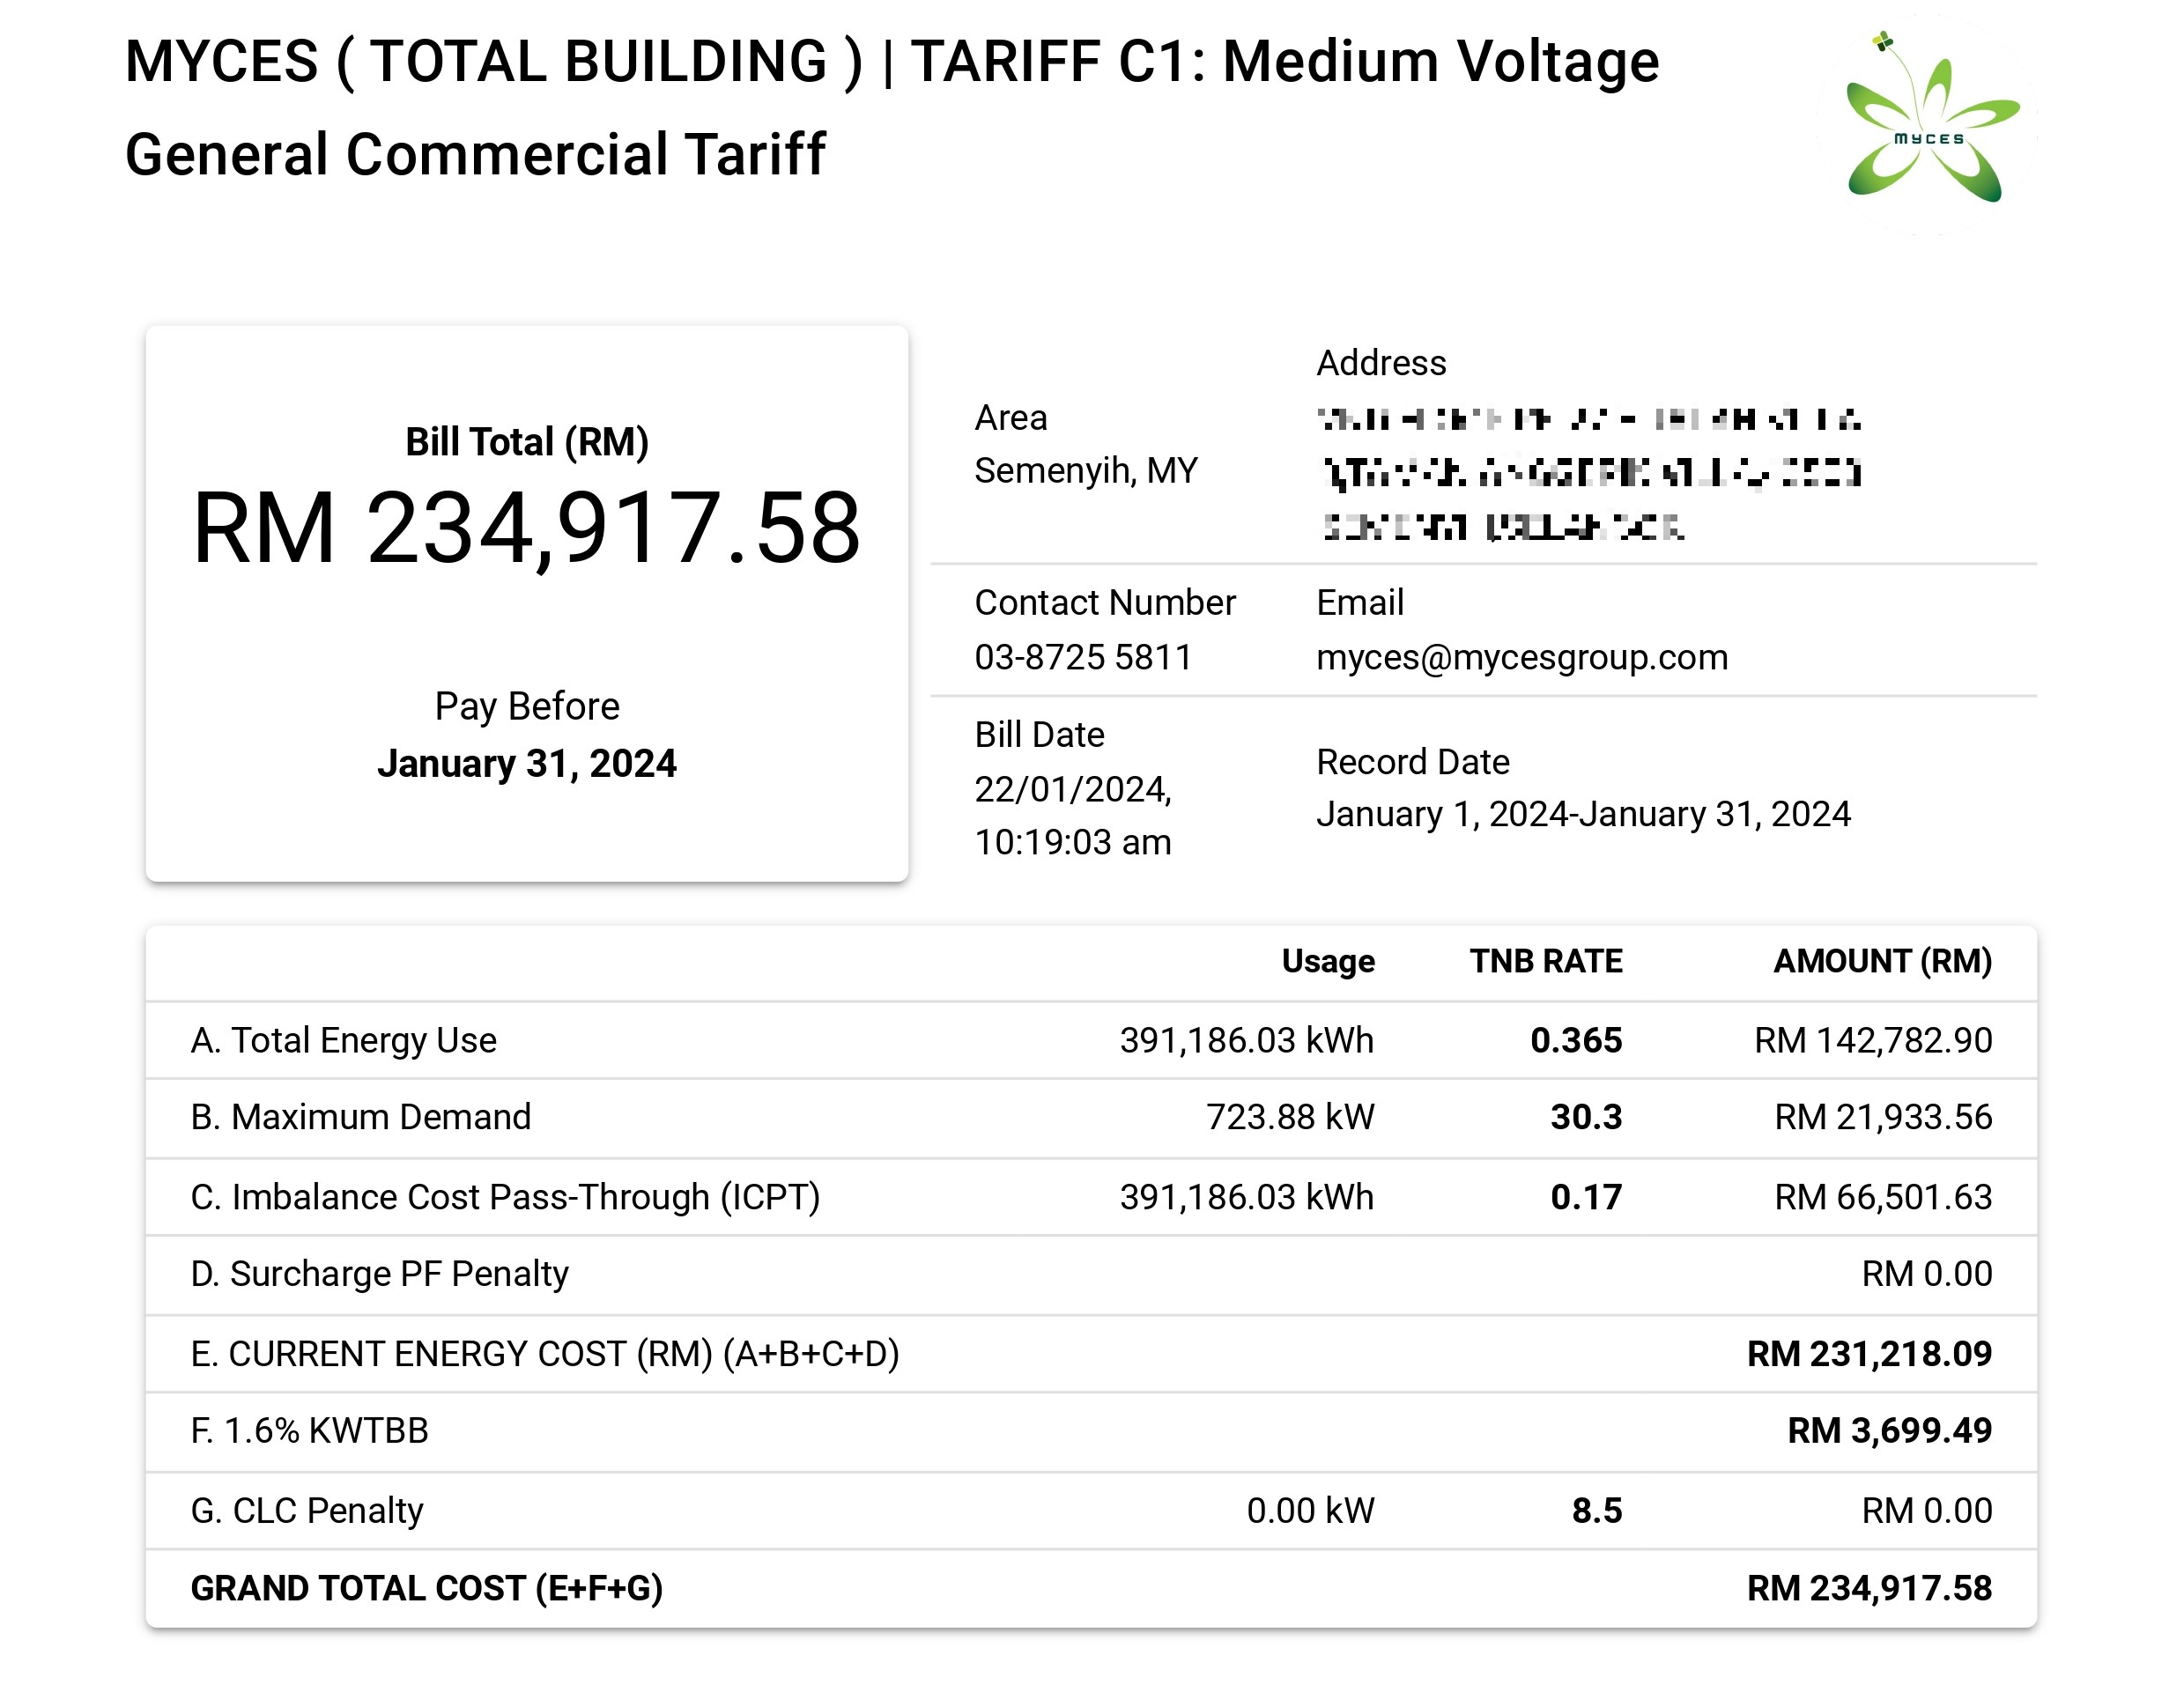 MYCES ( TOTAL BUILDING ) | TARIFF C1: Medium Voltage
General Commercial Tariff
MYCES
Bill Total (RM)
RM 234,917.58
Pay Before
January 31, 2024
Area
Semenyih, MY
Address
Contact Number
03-8725 5811
Email
myces@mycesgroup.com
Bill Date
22/01/2024,
10:19:03 am
Record Date
January 1, 2024-January 31, 2024
Usage TNB RATE AMOUNT (RM)
A. Total Energy Use 391,186.03 kWh 0.365 RM 142,782.90
B. Maximum Demand 723.88 kW 30.3 RM 21,933.56
C. Imbalance Cost Pass-Through (ICPT) 391,186.03 kWh 0.17 RM 66,501.63
D. Surcharge PF Penalty RM 0.00
E. CURRENT ENERGY COST (RM) (A+B+C+D) RM 231,218.09
F. 1.6% KWTBB RM 3,699.49
G. CLC Penalty 0.00 kW 8.5 RM 0.00
GRAND TOTAL COST (E+F+G) RM 234,917.58